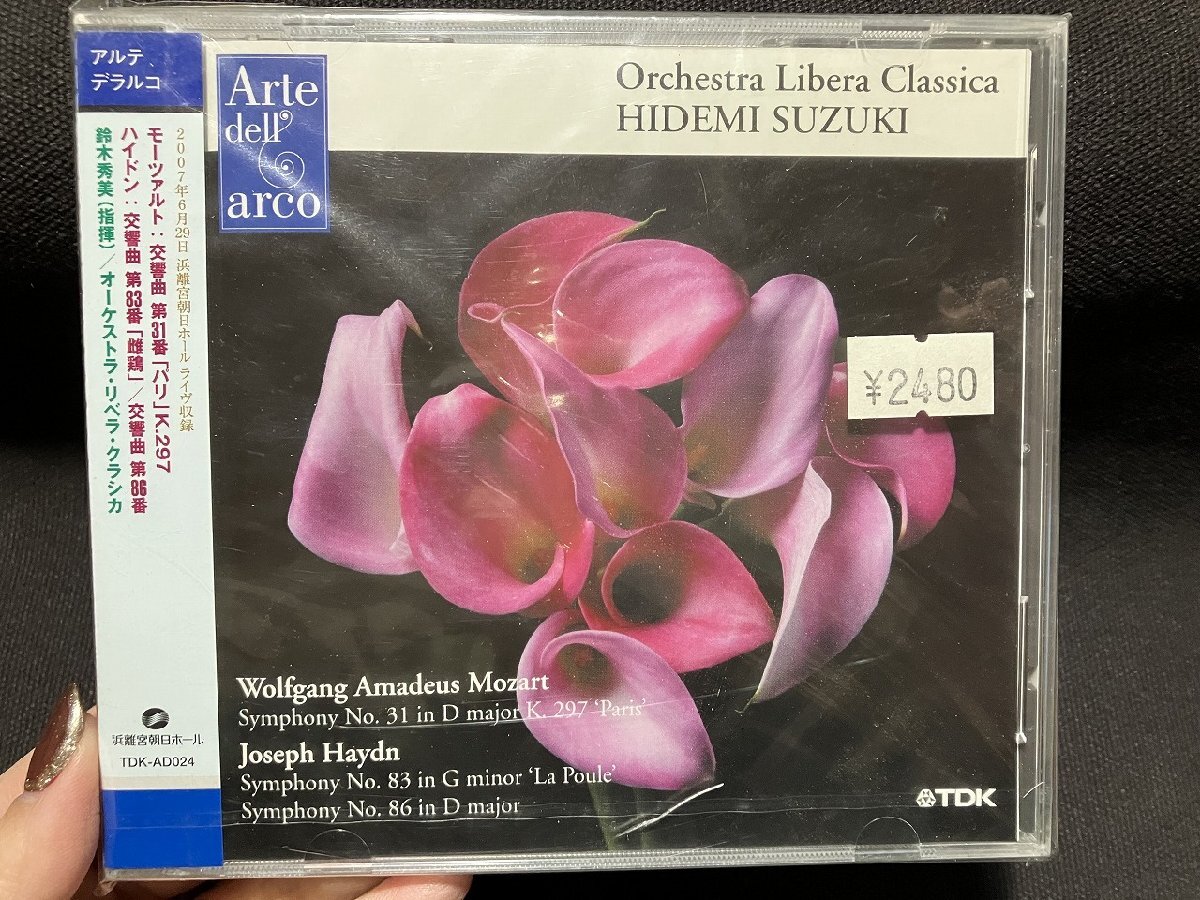 アルテ、
デラルコ
2007年6月29日 浜離宮朝日ホール ライヴ収録
モーツァルト：交響曲 第31番「パリ」K.297
ハイドン：交響曲 第83番「雌鶏」／交響曲 第86番
鈴木秀美［指揮］／オーケストラ・リベラ・クラシカ
浜離宮朝日ホール
TDK-AD024
Arte
dell'
arco
Orchestra Libera Classica
HIDEMI SUZUKI
¥2480
Wolfgang Amadeus Mozart
Symphony No. 31 in D major K. 297 ‘Paris’
Joseph Haydn
Symphony No. 83 in G minor ‘La Poule’
Symphony No. 86 in D major
TDK